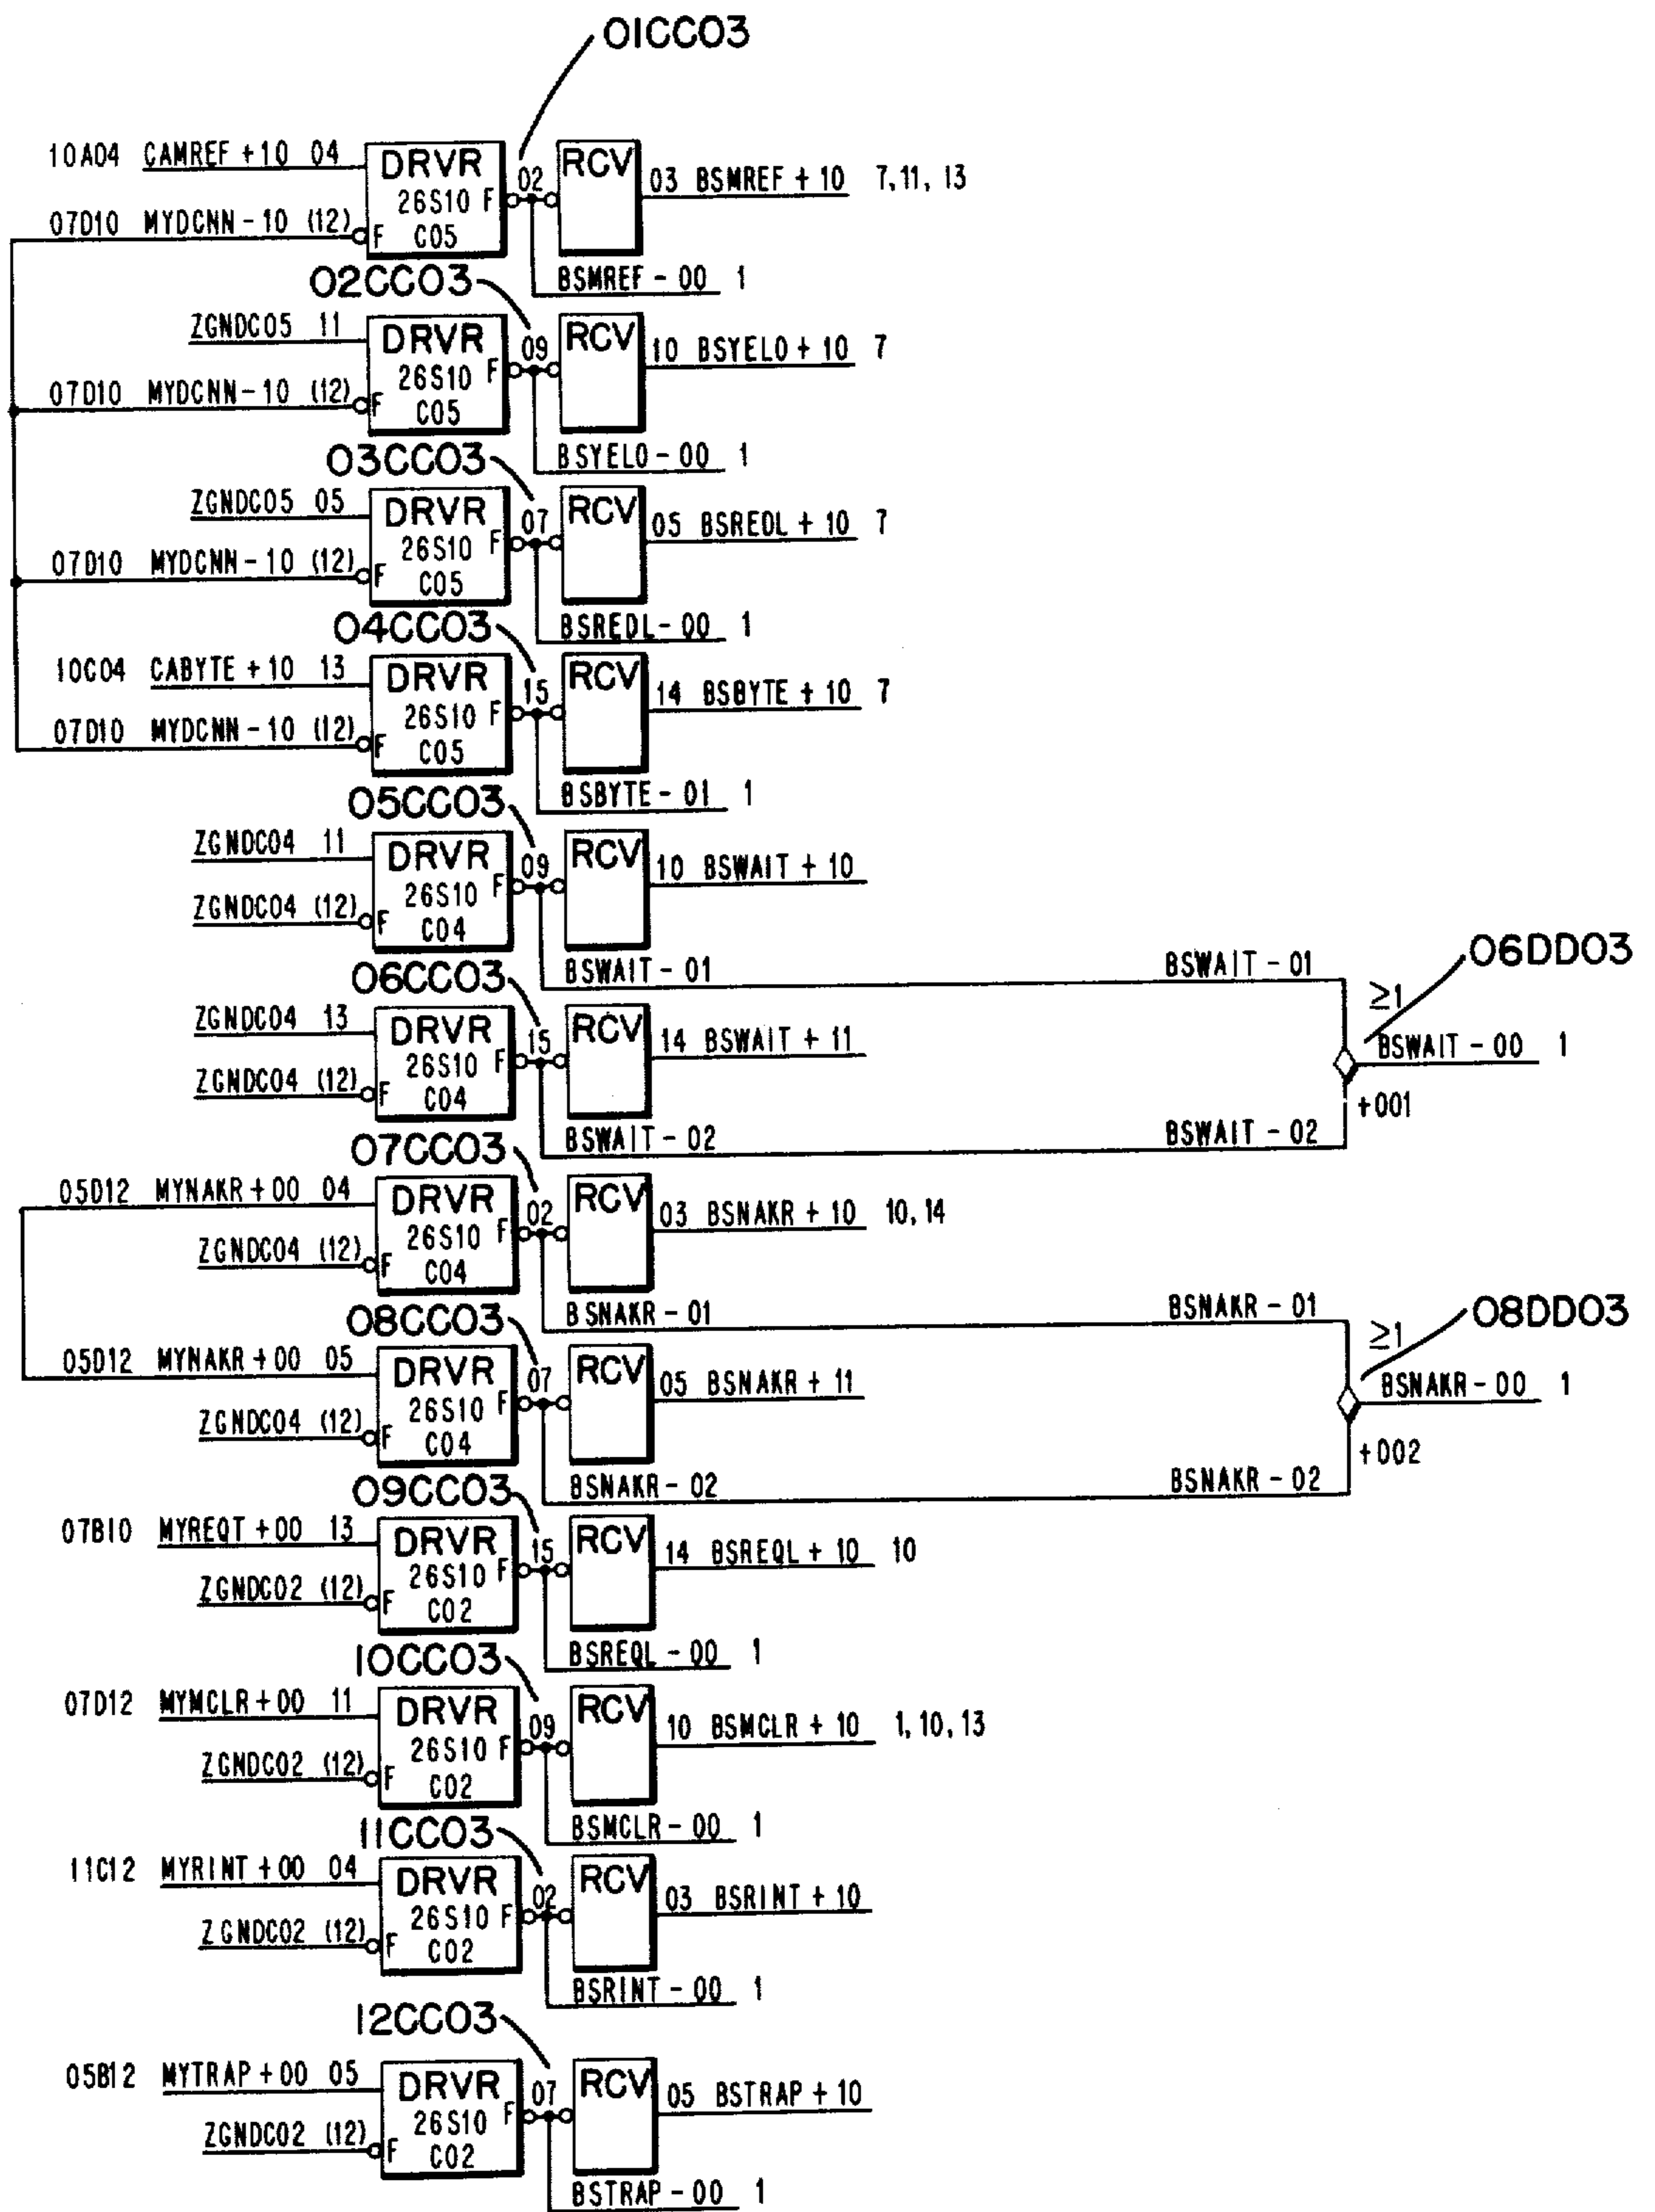 01CC03
10A04 CAMREF +10 04 DRVR 02 RCV 03 BSMREF + 10 7, 11, 13
26S10 F
07D10 MYDCNN - 10 (12) F C05
BSMREF - 00 1
02CC03
ZGNDC05 11 DRVR 09 RCV 10 BSYELO + 10 7
26S10 F
07D10 MYDCNN - 10 (12) F C05
BSYELO - 00 1
03CC03
ZGNDC05 05 DRVR 07 RCV 05 BSREDL + 10 7
26S10 F
07D10 MYDCNN - 10 (12) F C05
BSREDL - 00 1
04CC03
10C04 CABYTE + 10 13 DRVR 15 RCV 14 BSBYTE + 10 7
26S10 F
07D10 MYDCNN - 10 (12) F C05
BSBYTE - 01 1
05CC03
ZGNDC04 11 DRVR 09 RCV 10 BSWAIT + 10
26S10 F
ZGNDC04 (12) F C04
BSWAIT - 01 BSWAIT - 01
06DD03
≥1
BSWAIT - 00 1
+001
06CC03
ZGNDC04 13 DRVR 15 RCV 14 BSWAIT + 11
26S10 F
ZGNDC04 (12) F C04
BSWAIT - 02 BSWAIT - 02
07CC03
05D12 MYNAKR + 00 04 DRVR 02 RCV 03 BSNAKR + 10 10, 14
26S10 F
ZGNDC04 (12) F C04
BSNAKR - 01 BSNAKR - 01
08DD03
≥1
BSNAKR - 00 1
+002
08CC03
05D12 MYNAKR + 00 05 DRVR 07 RCV 05 BSNAKR + 11
26S10 F
ZGNDC04 (12) F C04
BSNAKR - 02 BSNAKR - 02
09CC03
07B10 MYREQT + 00 13 DRVR 15 RCV 14 BSREQL + 10 10
26S10 F
ZGNDC02 (12) F C02
BSREQL - 00 1
10CC03
07D12 MYMCLR + 00 11 DRVR 09 RCV 10 BSMCLR + 10 1, 10, 13
26S10 F
ZGNDC02 (12) F C02
BSMCLR - 00 1
11CC03
11C12 MYRINT + 00 04 DRVR 02 RCV 03 BSRINT + 10
26S10 F
ZGNDC02 (12) F C02
BSRINT - 00 1
12CC03
05B12 MYTRAP + 00 05 DRVR 07 RCV 05 BSTRAP + 10
26S10 F
ZGNDC02 (12) F C02
BSTRAP - 00 1